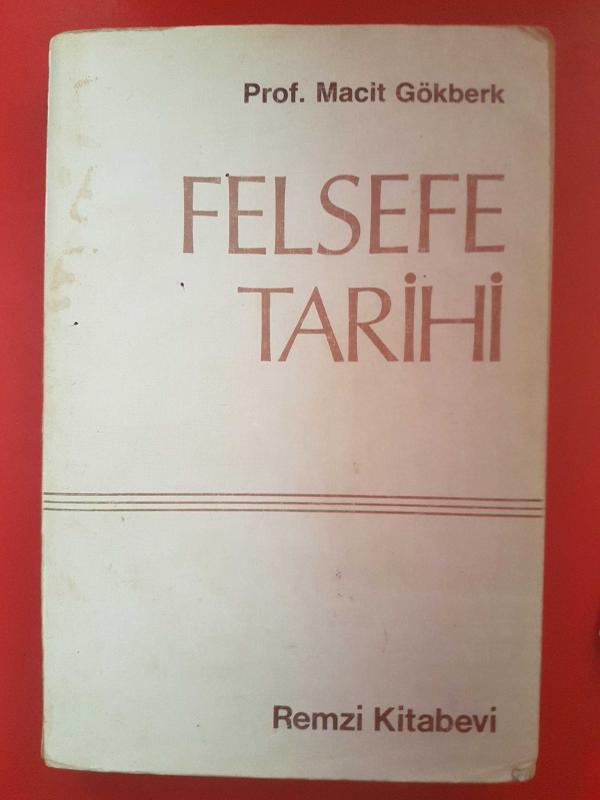 Prof. Macit Gökberk
FELSEFE
TARİHİ
Remzi Kitabevi